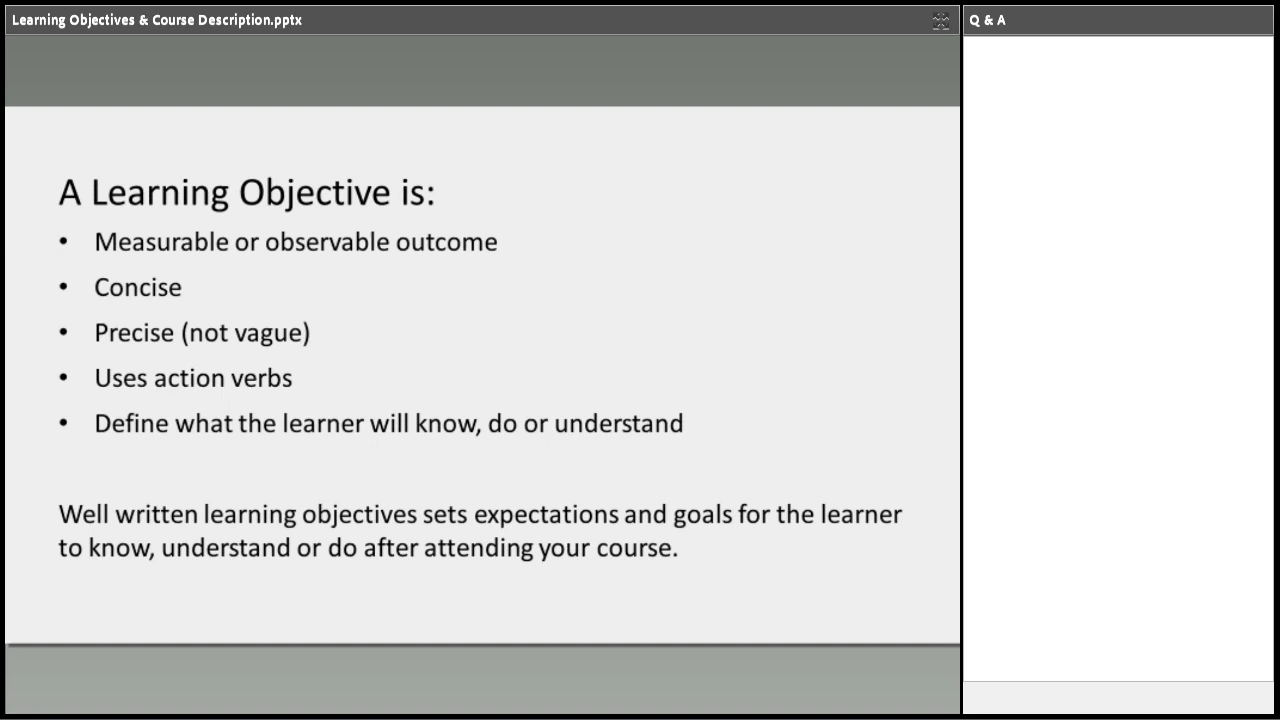 Learning Objectives & Course Description.pptx
Q & A
A Learning Objective is:
• Measurable or observable outcome
• Concise
• Precise (not vague)
• Uses action verbs
• Define what the learner will know, do or understand
Well written learning objectives sets expectations and goals for the learner
to know, understand or do after attending your course.